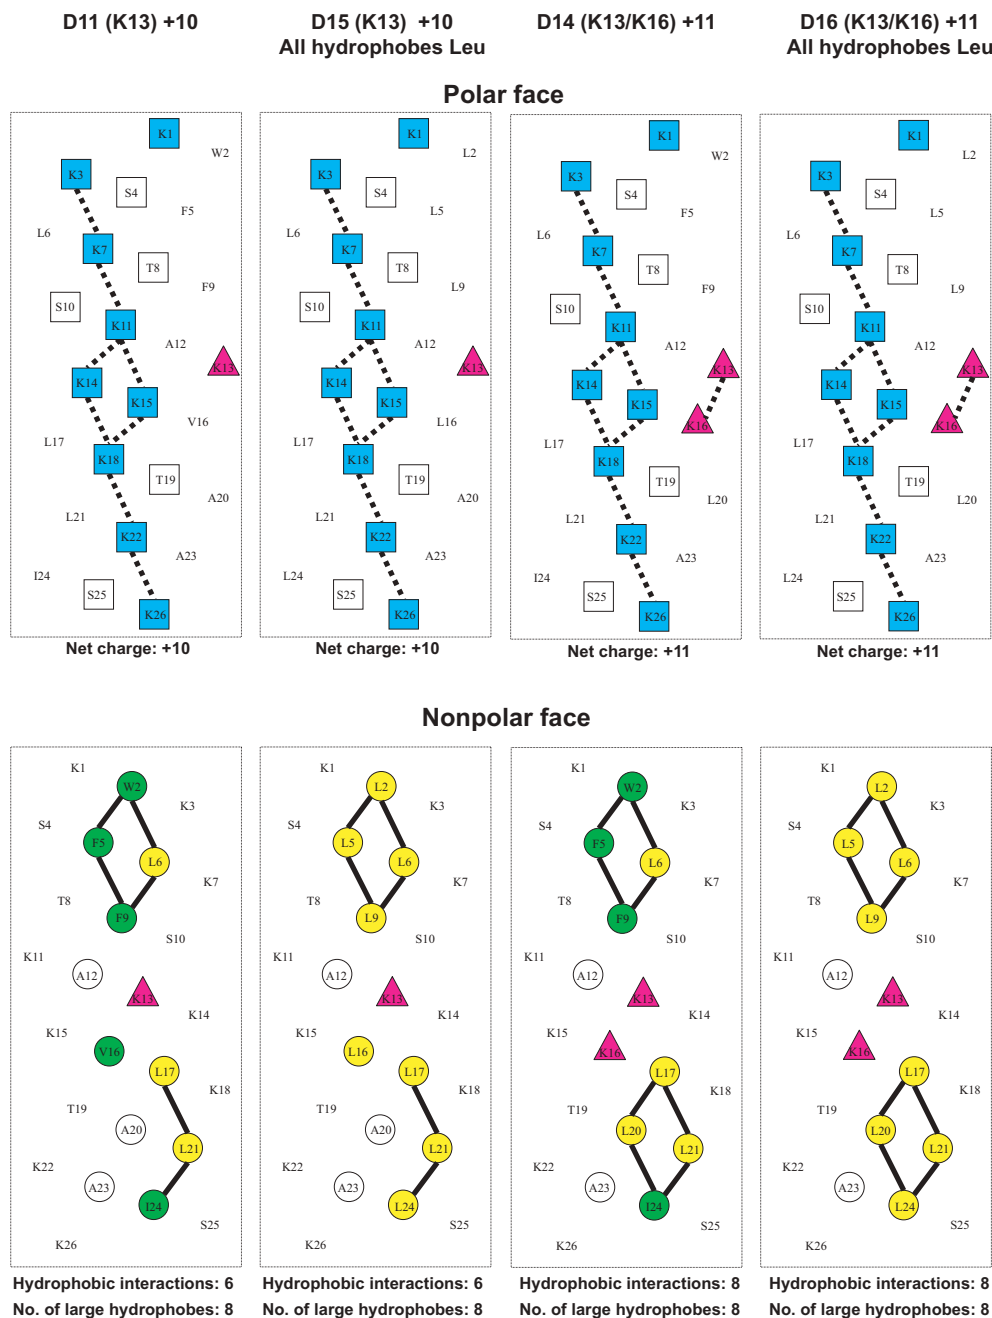 D11 (K13) +10 D15 (K13) +10 D14 (K13/K16) +11 D16 (K13/K16) +11
All hydrophobes Leu All hydrophobes Leu
Polar face
K1
W2
K3
S4
F5
L6
K7
T8
F9
S10
K11
A12
K13
K14
K15
V16
L17
K18
T19
A20
L21
K22
A23
I24
S25
K26
Net charge: +10
K1
L2
K3
S4
L5
L6
K7
T8
L9
S10
K11
A12
K13
K14
K15
L16
L17
K18
T19
A20
L21
K22
A23
L24
S25
K26
Net charge: +10
K1
W2
K3
S4
F5
L6
K7
T8
F9
S10
K11
A12
K13
K14
K15
K16
L17
K18
T19
L20
L21
K22
A23
I24
S25
K26
Net charge: +11
K1
L2
K3
S4
L5
L6
K7
T8
L9
S10
K11
A12
K13
K14
K15
K16
L17
K18
T19
L20
L21
K22
A23
L24
S25
K26
Net charge: +11
Nonpolar face
K1
W2
K3
S4
F5
L6
K7
T8
F9
S10
K11
A12
K13
K14
K15
V16
L17
K18
T19
A20
L21
K22
A23
I24
S25
K26
Hydrophobic interactions: 6
No. of large hydrophobes: 8
K1
L2
K3
S4
L5
L6
K7
T8
L9
S10
K11
A12
K13
K14
K15
L16
L17
K18
T19
A20
L21
K22
A23
L24
S25
K26
Hydrophobic interactions: 6
No. of large hydrophobes: 8
K1
W2
K3
S4
F5
L6
K7
T8
F9
S10
K11
A12
K13
K14
K15
K16
L17
K18
T19
L20
L21
K22
A23
I24
S25
K26
Hydrophobic interactions: 8
No. of large hydrophobes: 8
K1
L2
K3
S4
L5
L6
K7
T8
L9
S10
K11
A12
K13
K14
K15
K16
L17
K18
T19
L20
L21
K22
A23
L24
S25
K26
Hydrophobic interactions: 8
No. of large hydrophobes: 8